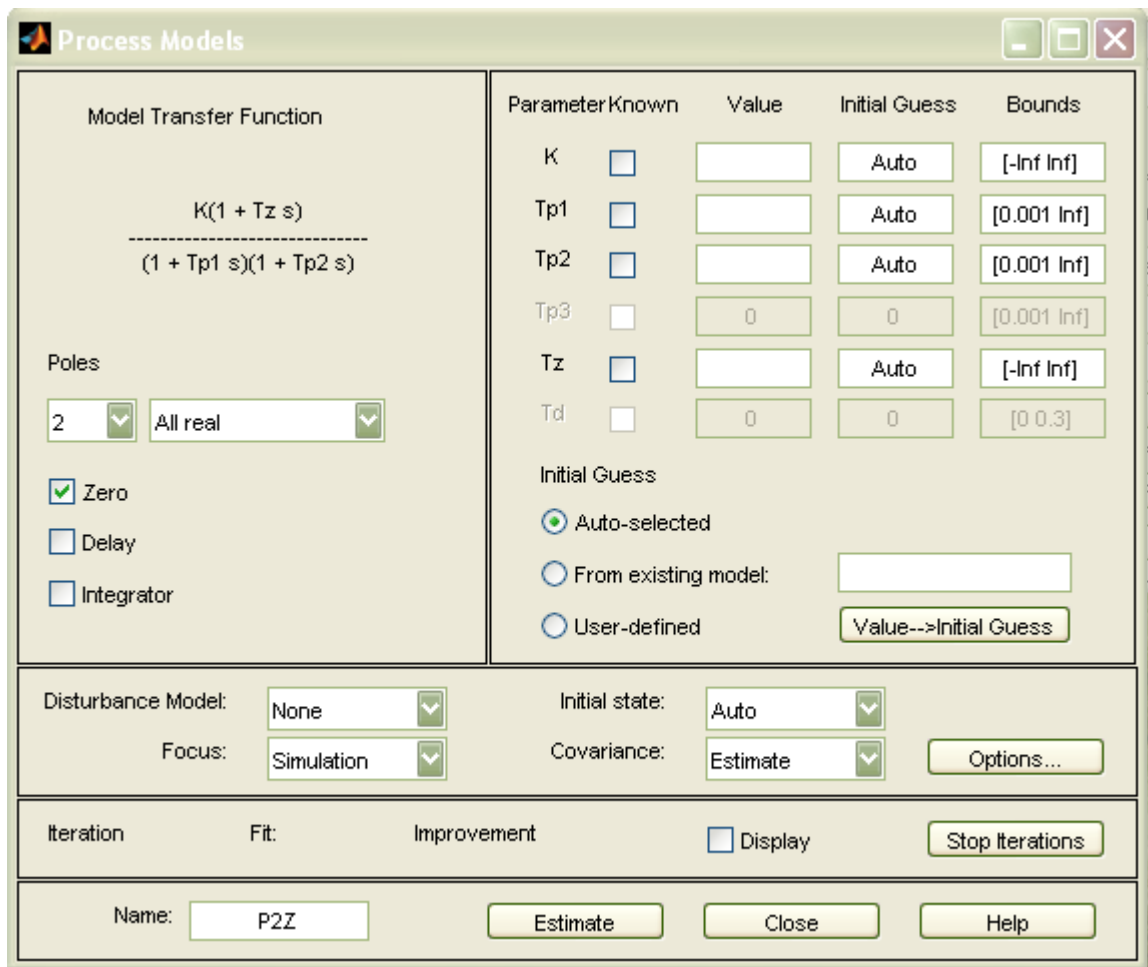 Process Models
Model Transfer Function
K(1 + Tz s)
------------------------------
(1 + Tp1 s)(1 + Tp2 s)
Poles
2 All real
Zero
Delay
Integrator
Parameter Known Value Initial Guess Bounds
K Auto [-Inf Inf]
Tp1 Auto [0.001 Inf]
Tp2 Auto [0.001 Inf]
Tp3 0 0 [0.001 Inf]
Tz Auto [-Inf Inf]
Td 0 0 [0 0.3]
Initial Guess
Auto-selected
From existing model:
User-defined Value-->Initial Guess
Disturbance Model: None Initial state: Auto
Focus: Simulation Covariance: Estimate Options...
Iteration Fit: Improvement Display Stop Iterations
Name: P2Z Estimate Close Help